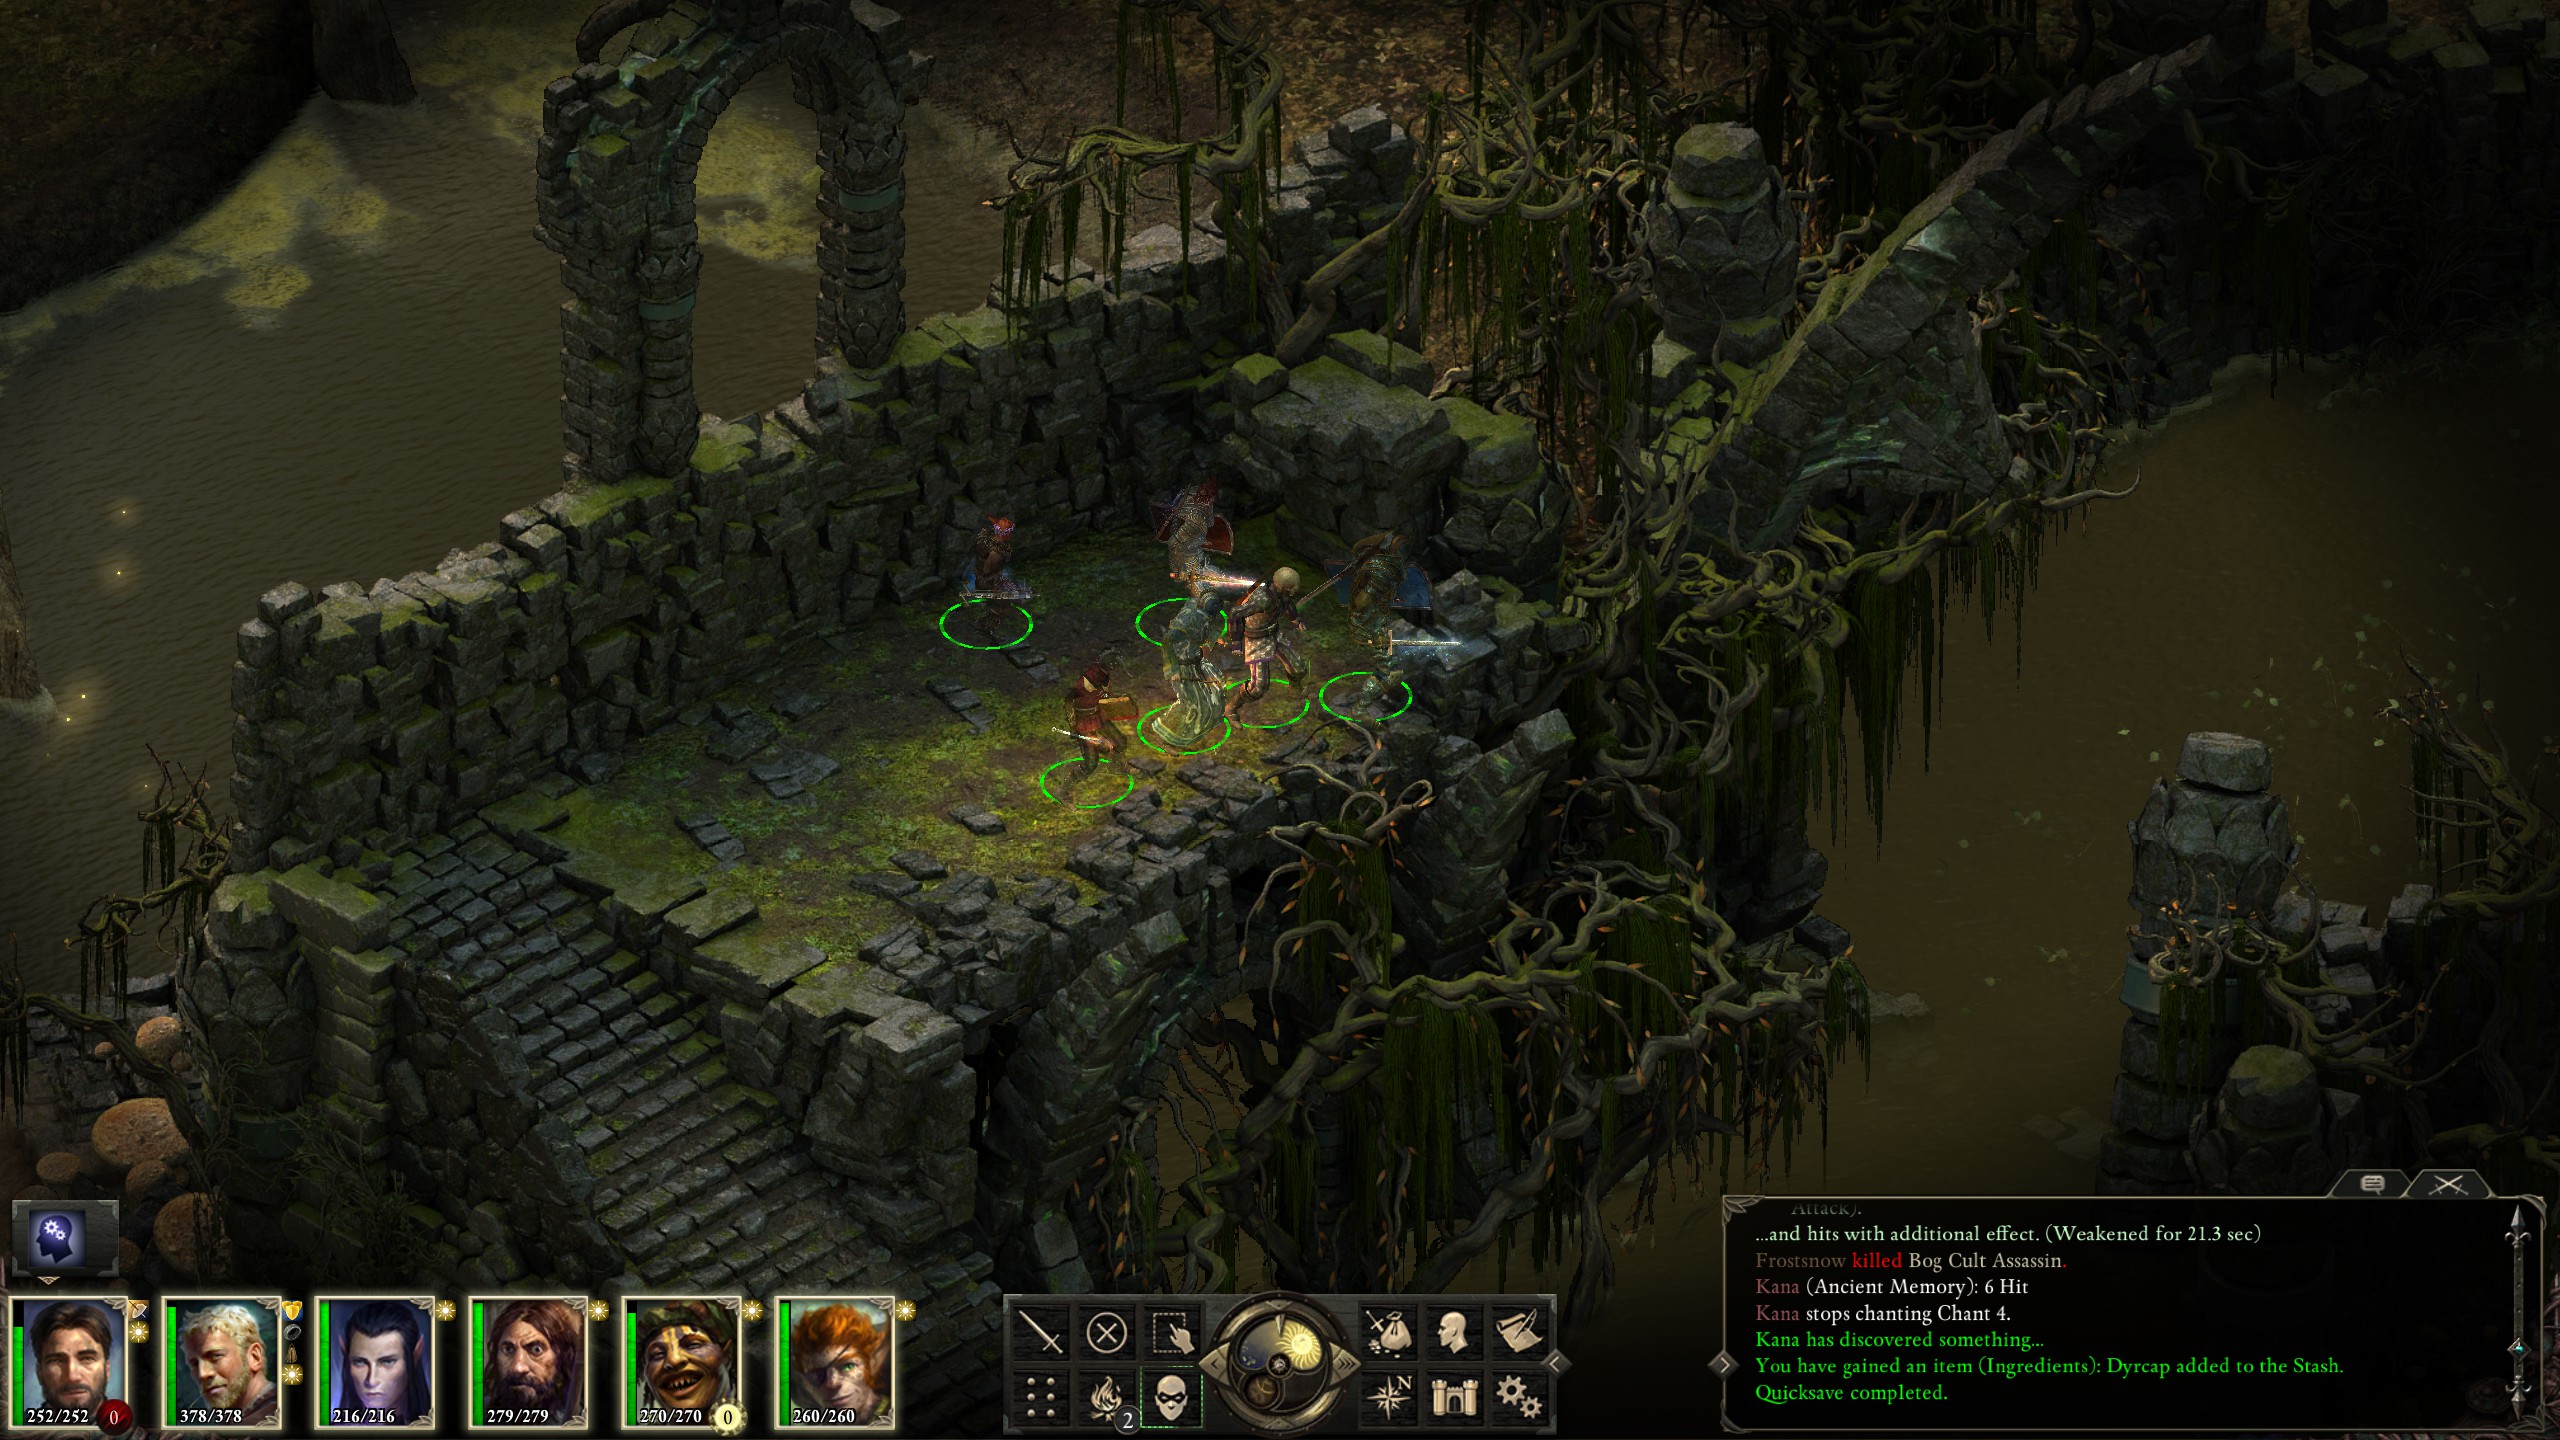 Attack).
...and hits with additional effect. (Weakened for 21.3 sec)
Frostsnow killed Bog Cult Assassin.
Kana (Ancient Memory): 6 Hit
Kana stops chanting Chant 4.
Kana has discovered something...
You have gained an item (Ingredients): Dyrcap added to the Stash.
Quicksave completed.
252/252 0
378/378
216/216
279/279
270/270 0
260/260
2
N